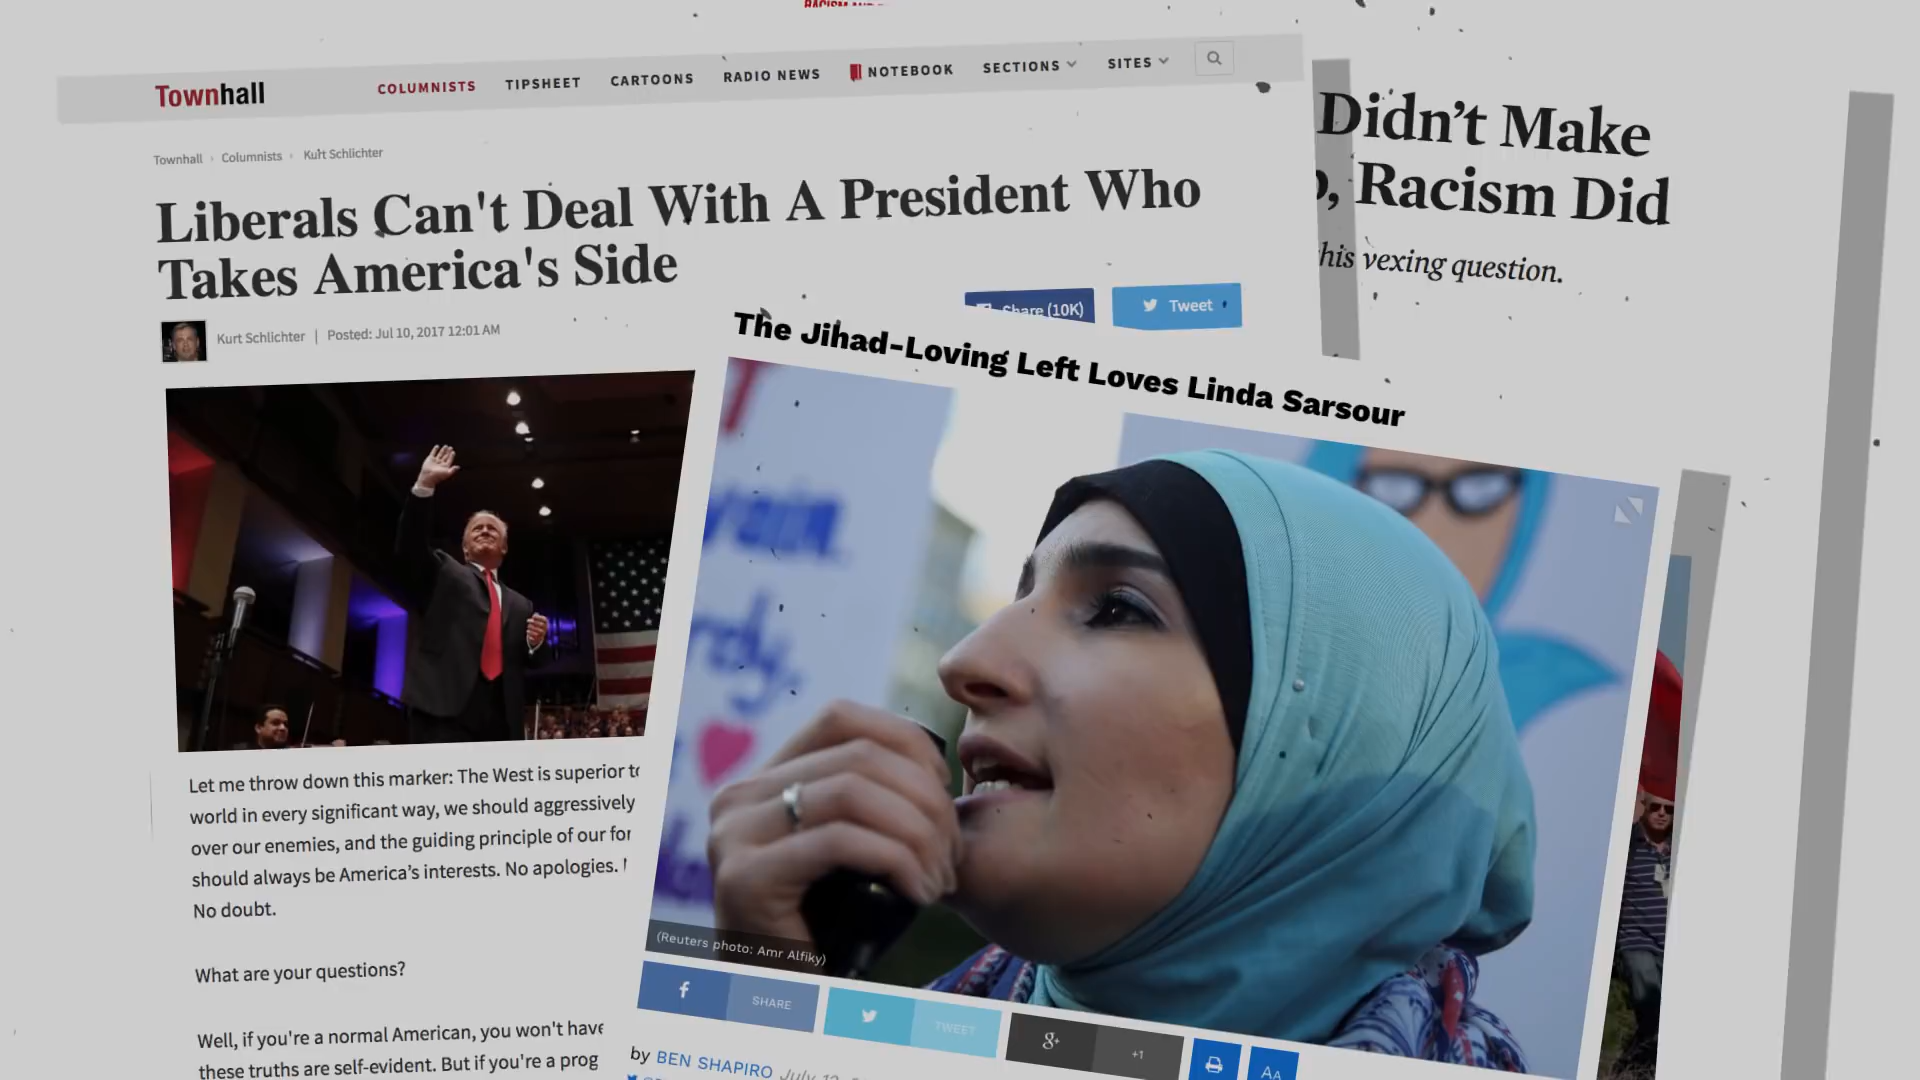 Townhall
COLUMNISTS TIPSHEET CARTOONS RADIO NEWS NOTEBOOK SECTIONS SITES
Townhall › Columnists › Kurt Schlichter
Liberals Can't Deal With A President Who
Takes America's Side
Kurt Schlichter | Posted: Jul 10, 2017 12:01 AM
Share (10K)
Tweet
Let me throw down this marker: The West is superior to
world in every significant way, we should aggressively
over our enemies, and the guiding principle of our for
should always be America's interests. No apologies.
No doubt.
What are your questions?
Well, if you're a normal American, you won't have
these truths are self-evident. But if you're a prog
Didn't Make
, Racism Did
this vexing question.
The Jihad-Loving Left Loves Linda Sarsour
(Reuters photo: Amr Alfiky)
f SHARE
TWEET
g+ +1
AA
by BEN SHAPIRO July